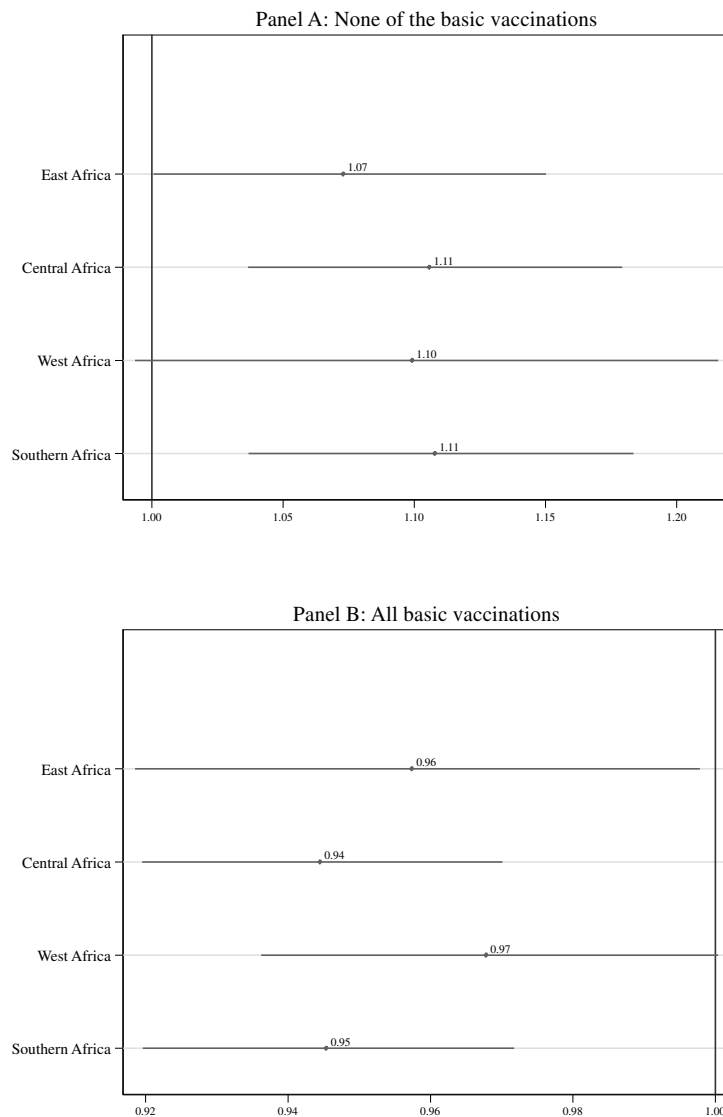 Panel A: None of the basic vaccinations
East Africa
1.07
Central Africa
1.11
West Africa
1.10
Southern Africa
1.11
1.00 1.05 1.10 1.15 1.20
Panel B: All basic vaccinations
East Africa
0.96
Central Africa
0.94
West Africa
0.97
Southern Africa
0.95
0.92 0.94 0.96 0.98 1.00